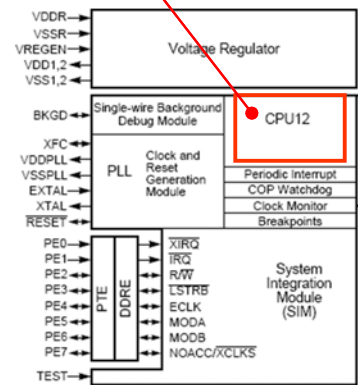 VDDR
VSSR
VREGEN
VDD1,2
VSS1,2
Voltage Regulator
BKGD
Single-wire Background
Debug Module
CPU12
XFC
VDDPLL
VSSPLL
EXTAL
XTAL
RESET
PLL
Clock and
Reset
Generation
Module
Periodic Interrupt
COP Watchdog
Clock Monitor
Breakpoints
PE0
PE1
PE2
PE3
PE4
PE5
PE6
PE7
PTE
DDRE
XIRQ
IRQ
R/W
LSTRB
ECLK
MODA
MODB
NOACC/XCLKS
System
Integration
Module
(SIM)
TEST